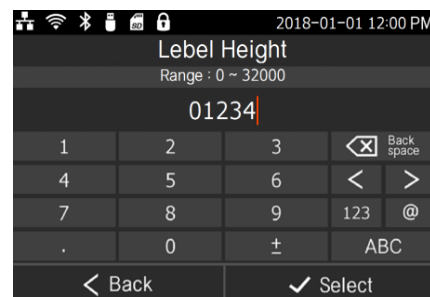 2018-01-01 12:00 PM
Lebel Height
Range : 0 ~ 32000
01234
1 2 3 Back space
4 5 6 < >
7 8 9 123 @
. 0 ± ABC
< Back ✓ Select